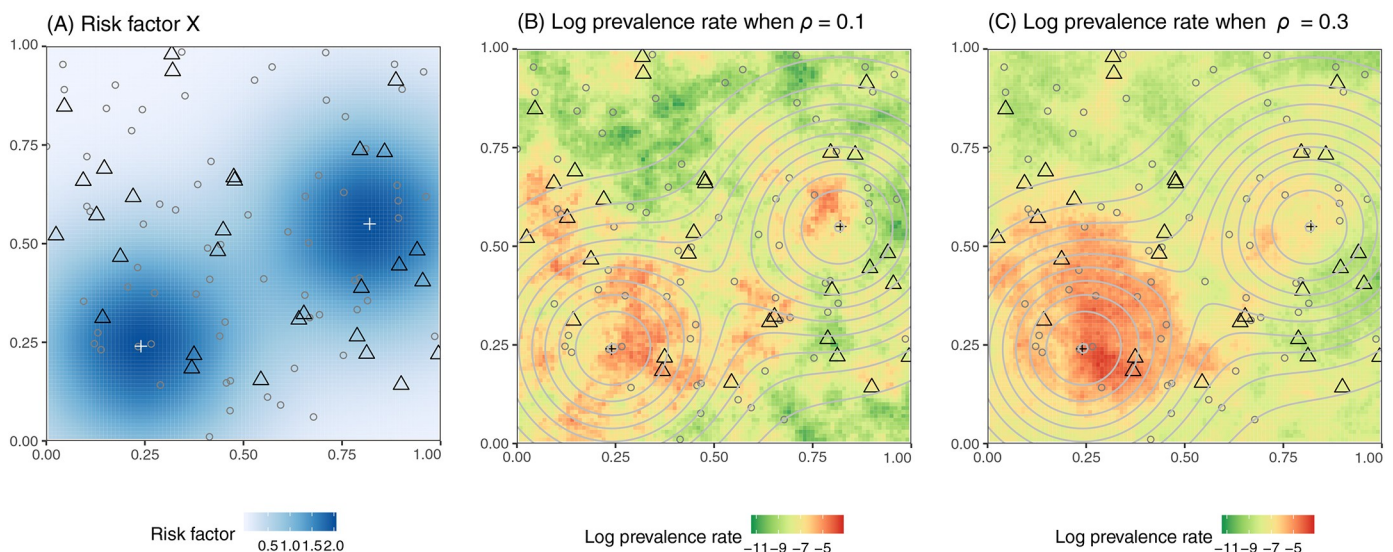 (A) Risk factor X
1.00
0.75
0.50
0.25
0.00
0.00 0.25 0.50 0.75 1.00
Risk factor
0.51.01.52.0
(B) Log prevalence rate when ρ = 0.1
1.00
0.75
0.50
0.25
0.00
0.00 0.25 0.50 0.75 1.00
Log prevalence rate
−11−9 −7 −5
(C) Log prevalence rate when ρ = 0.3
1.00
0.75
0.50
0.25
0.00
0.00 0.25 0.50 0.75 1.00
Log prevalence rate
−11−9 −7 −5